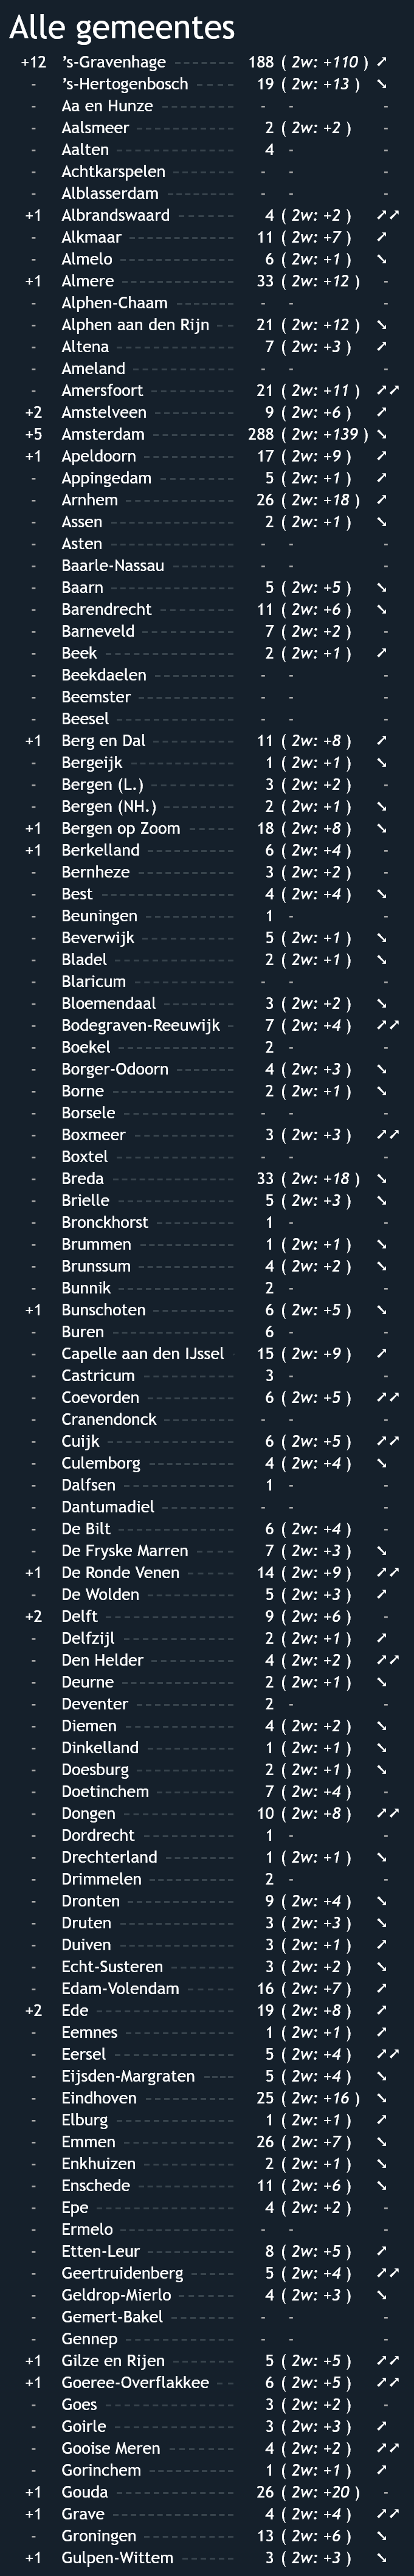 Alle gemeentes
+12 ’s-Gravenhage 188 ( 2w: +110 ) ➚
- ’s-Hertogenbosch 19 ( 2w: +13 ) ➘
- Aa en Hunze - - -
- Aalsmeer 2 ( 2w: +2 ) -
- Aalten 4 - -
- Achtkarspelen - - -
- Alblasserdam - - -
+1 Albrandswaard 4 ( 2w: +2 ) ➚➚
- Alkmaar 11 ( 2w: +7 ) ➚
- Almelo 6 ( 2w: +1 ) ➘
+1 Almere 33 ( 2w: +12 ) -
- Alphen-Chaam - - -
- Alphen aan den Rijn 21 ( 2w: +12 ) ➘
- Altena 7 ( 2w: +3 ) ➚
- Ameland - - -
- Amersfoort 21 ( 2w: +11 ) ➚➚
+2 Amstelveen 9 ( 2w: +6 ) ➚
+5 Amsterdam 288 ( 2w: +139 ) ➘
+1 Apeldoorn 17 ( 2w: +9 ) ➚
- Appingedam 5 ( 2w: +1 ) ➚
- Arnhem 26 ( 2w: +18 ) ➚
- Assen 2 ( 2w: +1 ) ➘
- Asten - - -
- Baarle-Nassau - - -
- Baarn 5 ( 2w: +5 ) ➘
- Barendrecht 11 ( 2w: +6 ) ➘
- Barneveld 7 ( 2w: +2 ) -
- Beek 2 ( 2w: +1 ) ➚
- Beekdaelen - - -
- Beemster - - -
- Beesel - - -
+1 Berg en Dal 11 ( 2w: +8 ) ➚
- Bergeijk 1 ( 2w: +1 ) ➘
- Bergen (L.) 3 ( 2w: +2 ) -
- Bergen (NH.) 2 ( 2w: +1 ) ➘
+1 Bergen op Zoom 18 ( 2w: +8 ) ➘
+1 Berkelland 6 ( 2w: +4 ) -
- Bernheze 3 ( 2w: +2 ) -
- Best 4 ( 2w: +4 ) ➘
- Beuningen 1 - -
- Beverwijk 5 ( 2w: +1 ) ➘
- Bladel 2 ( 2w: +1 ) ➘
- Blaricum - - -
- Bloemendaal 3 ( 2w: +2 ) ➘
- Bodegraven-Reeuwijk 7 ( 2w: +4 ) ➚➚
- Boekel 2 - -
- Borger-Odoorn 4 ( 2w: +3 ) ➘
- Borne 2 ( 2w: +1 ) ➘
- Borsele - - -
- Boxmeer 3 ( 2w: +3 ) ➚➚
- Boxtel - - -
- Breda 33 ( 2w: +18 ) ➘
- Brielle 5 ( 2w: +3 ) ➘
- Bronckhorst 1 - -
- Brummen 1 ( 2w: +1 ) ➘
- Brunssum 4 ( 2w: +2 ) ➘
- Bunnik 2 - -
+1 Bunschoten 6 ( 2w: +5 ) ➘
- Buren 6 - -
- Capelle aan den IJssel 15 ( 2w: +9 ) ➚
- Castricum 3 - -
- Coevorden 6 ( 2w: +5 ) ➚➚
- Cranendonck - - -
- Cuijk 6 ( 2w: +5 ) ➚➚
- Culemborg 4 ( 2w: +4 ) ➘
- Dalfsen 1 - -
- Dantumadiel - - -
- De Bilt 6 ( 2w: +4 ) -
- De Fryske Marren 7 ( 2w: +3 ) ➘
+1 De Ronde Venen 14 ( 2w: +9 ) ➚➚
- De Wolden 5 ( 2w: +3 ) ➚
+2 Delft 9 ( 2w: +6 ) -
- Delfzijl 2 ( 2w: +1 ) ➚
- Den Helder 4 ( 2w: +2 ) ➚➚
- Deurne 2 ( 2w: +1 ) ➘
- Deventer 2 - -
- Diemen 4 ( 2w: +2 ) ➘
- Dinkelland 1 ( 2w: +1 ) ➘
- Doesburg 2 ( 2w: +1 ) ➘
- Doetinchem 7 ( 2w: +4 ) -
- Dongen 10 ( 2w: +8 ) ➚➚
- Dordrecht 1 - -
- Drechterland 1 ( 2w: +1 ) ➘
- Drimmelen 2 - -
- Dronten 9 ( 2w: +4 ) ➘
- Druten 3 ( 2w: +3 ) ➘
- Duiven 3 ( 2w: +1 ) ➚
- Echt-Susteren 3 ( 2w: +2 ) ➘
- Edam-Volendam 16 ( 2w: +7 ) ➚
+2 Ede 19 ( 2w: +8 ) ➚
- Eemnes 1 ( 2w: +1 ) ➚
- Eersel 5 ( 2w: +4 ) ➚➚
- Eijsden-Margraten 5 ( 2w: +4 ) ➘
- Eindhoven 25 ( 2w: +16 ) ➘
- Elburg 1 ( 2w: +1 ) ➚
- Emmen 26 ( 2w: +7 ) ➘
- Enkhuizen 2 ( 2w: +1 ) ➘
- Enschede 11 ( 2w: +6 ) ➘
- Epe 4 ( 2w: +2 ) -
- Ermelo - - -
- Etten-Leur 8 ( 2w: +5 ) ➚
- Geertruidenberg 5 ( 2w: +4 ) ➚➚
- Geldrop-Mierlo 4 ( 2w: +3 ) ➘
- Gemert-Bakel - - -
- Gennep - - -
+1 Gilze en Rijen 5 ( 2w: +5 ) ➚➚
+1 Goeree-Overflakkee 6 ( 2w: +5 ) ➚➚
- Goes 3 ( 2w: +2 ) -
- Goirle 3 ( 2w: +3 ) ➚
- Gooise Meren 4 ( 2w: +2 ) ➚➚
- Gorinchem 1 ( 2w: +1 ) ➚
+1 Gouda 26 ( 2w: +20 ) -
+1 Grave 4 ( 2w: +4 ) ➚➚
- Groningen 13 ( 2w: +6 ) ➘
+1 Gulpen-Wittem 3 ( 2w: +3 ) ➘